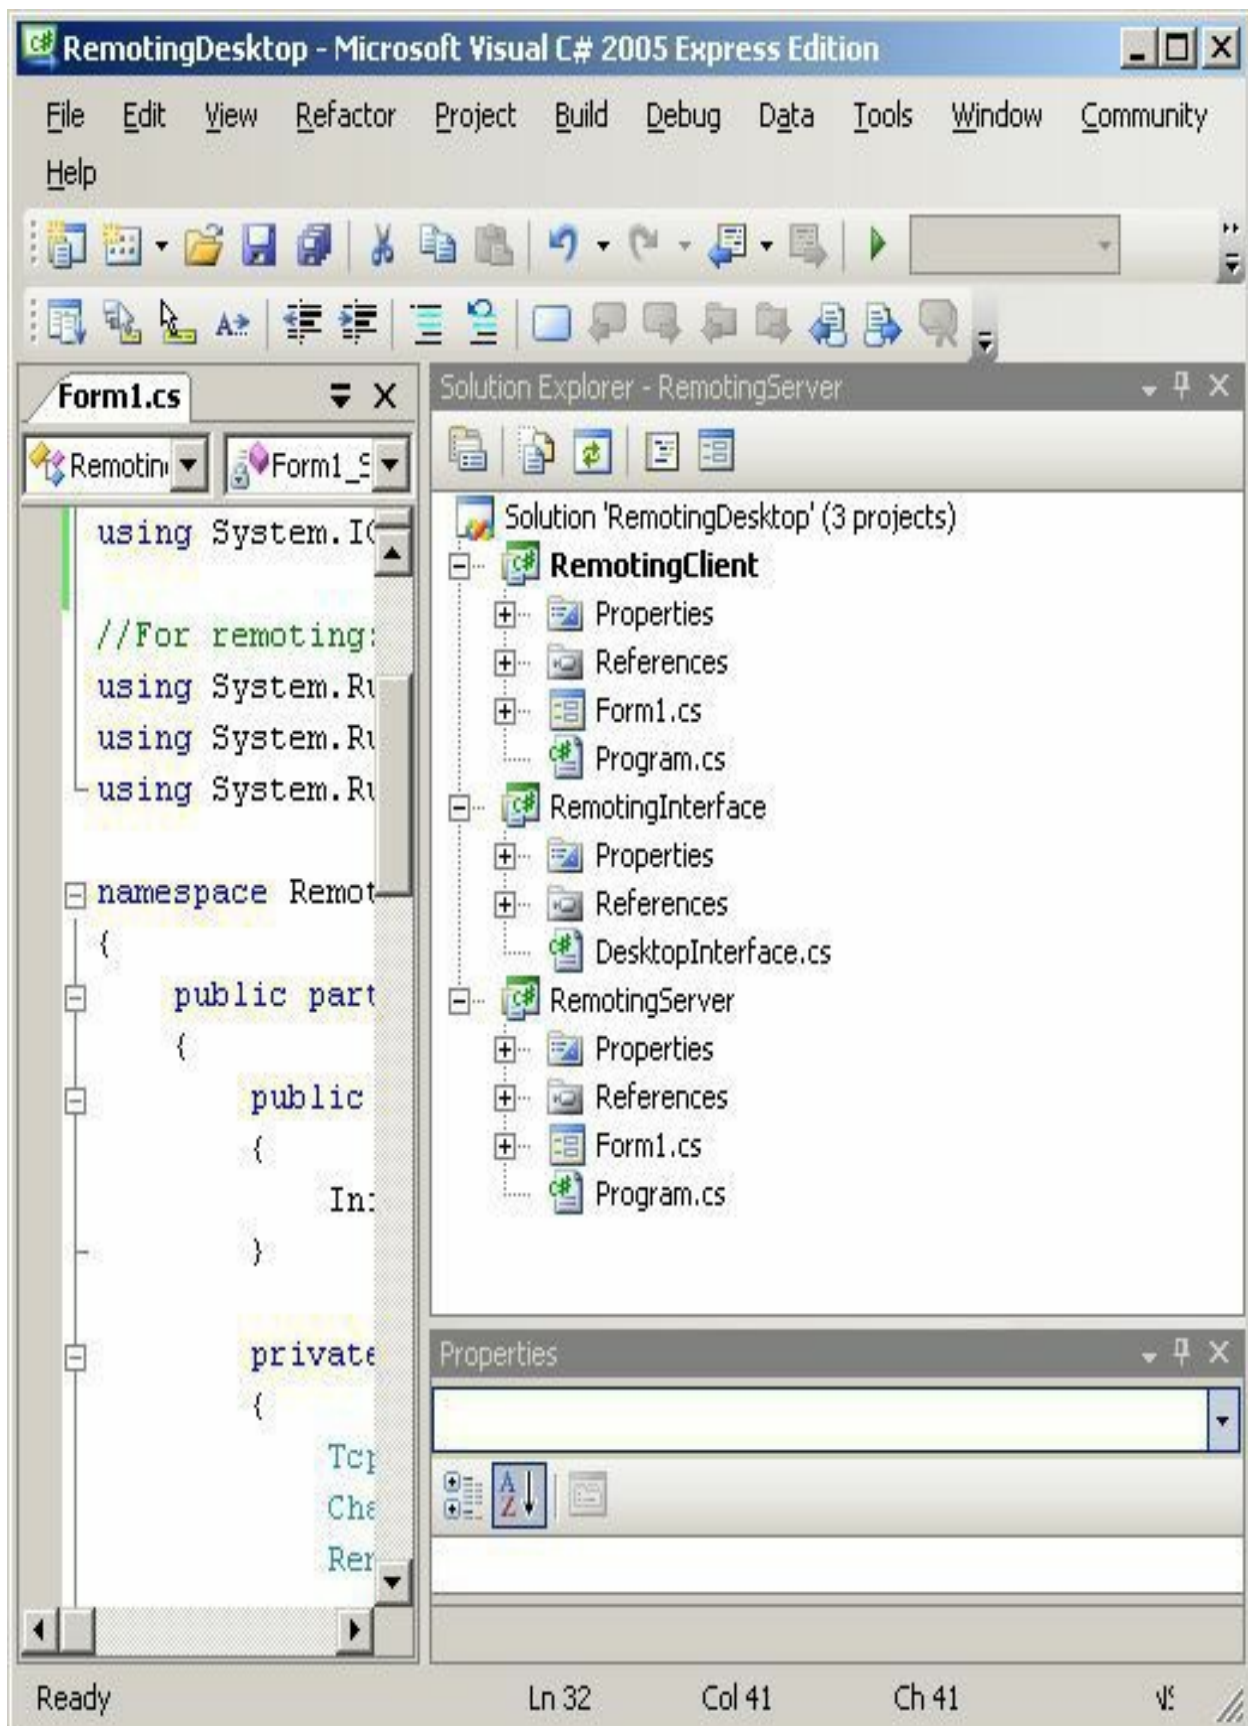 RemotingDesktop - Microsoft Visual C# 2005 Express Edition
File Edit View Refactor Project Build Debug Data Tools Window Community
Help
Form1.cs
Form1_S
using System.IO
//For remoting:
using System.Ru
using System.Ru
using System.Ru
namespace Remot
{
public part
{
public
{
}
private
{
Solution Explorer - RemotingServer
Solution 'RemotingDesktop' (3 projects)
RemotingClient
Properties
References
Form1.cs
Program.cs
RemotingInterface
Properties
References
DesktopInterface.cs
RemotingServer
Properties
References
Form1.cs
Program.cs
Properties
Ready Ln 32 Col 41 Ch 41